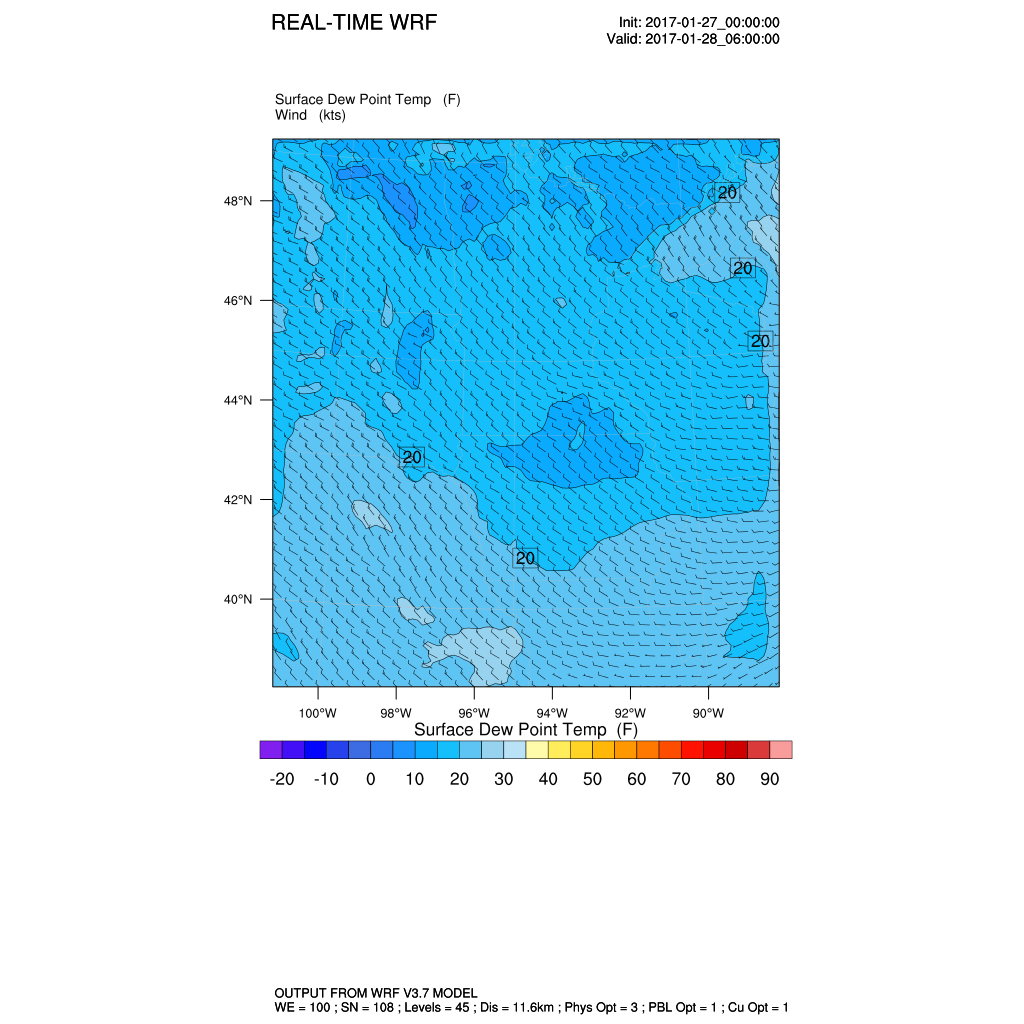 REAL-TIME WRF
Init: 2017-01-27_00:00:00
Valid: 2017-01-28_06:00:00
Surface Dew Point Temp (F)
Wind (kts)
48°N
46°N
44°N
42°N
40°N
20
20
20
20
20
100°W 98°W 96°W 94°W 92°W 90°W
Surface Dew Point Temp (F)
-20 -10 0 10 20 30 40 50 60 70 80 90
OUTPUT FROM WRF V3.7 MODEL
WE = 100 ; SN = 108 ; Levels = 45 ; Dis = 11.6km ; Phys Opt = 3 ; PBL Opt = 1 ; Cu Opt = 1